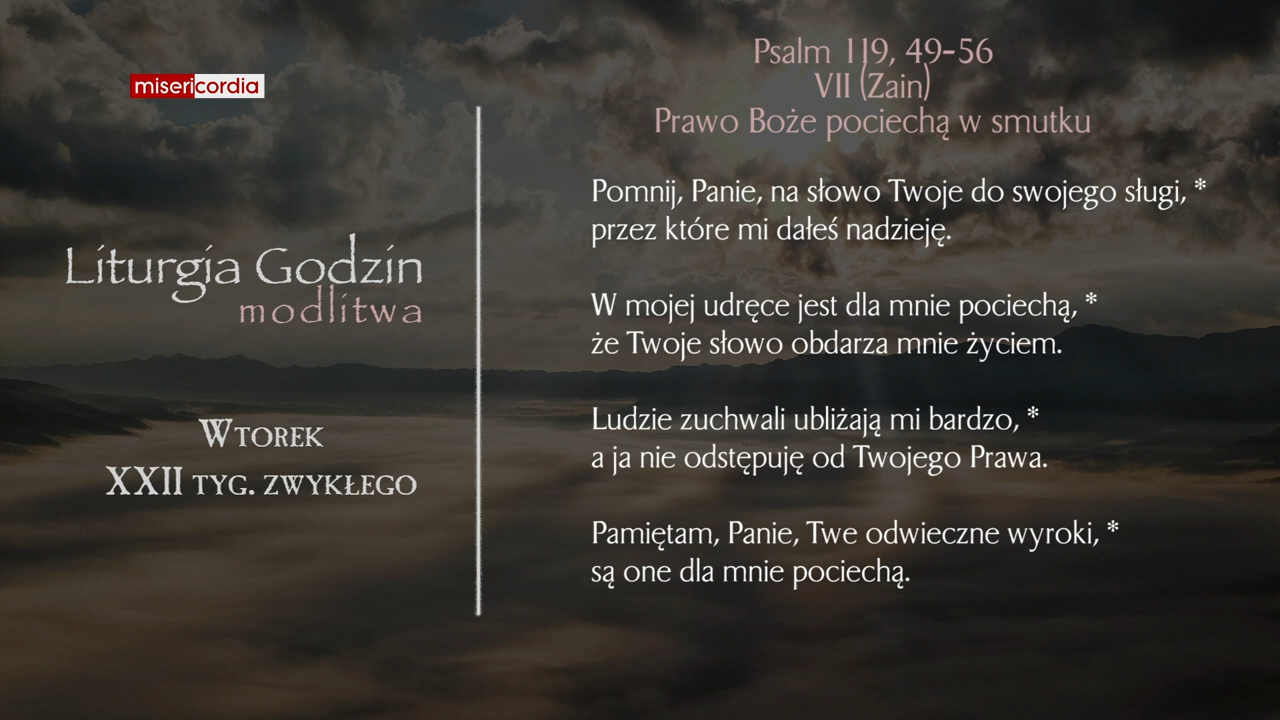 misericordia
Liturgia Godzin
modlitwa
Wtorek
XXII tyg. zwykłego
Psalm 119, 49-56
VII (Zain)
Prawo Boże pociechą w smutku
Pomnij, Panie, na słowo Twoje do swojego sługi, *
przez które mi dałeś nadzieję.
W mojej udręce jest dla mnie pociechą, *
że Twoje słowo obdarza mnie życiem.
Ludzie zuchwali ubliżają mi bardzo, *
a ja nie odstępuję od Twojego Prawa.
Pamiętam, Panie, Twe odwieczne wyroki, *
są one dla mnie pociechą.